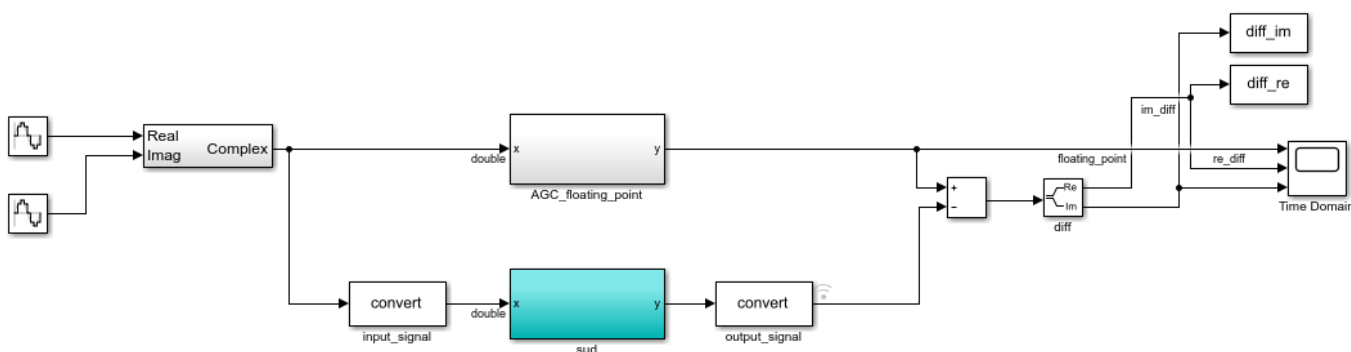 diff_im
diff_re
im_diff
Real
Imag
Complex
double
x
y
AGC_floating_point
floating_point
re_diff
+
−
Re
Im
diff
Time Domain
convert
input_signal
double
x
y
sud
convert
output_signal